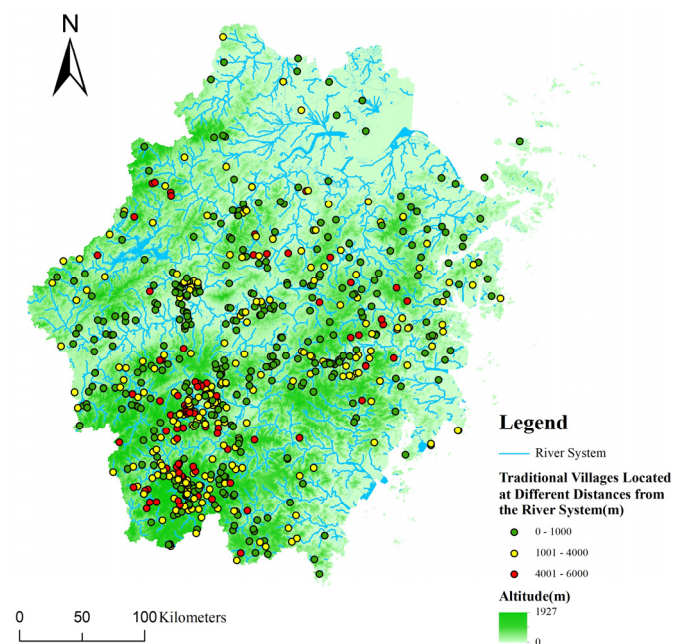 N
Legend
River System
Traditional Villages Located
at Different Distances from
the River System(m)
0 - 1000
1001 - 4000
4001 - 6000
Altitude(m)
1927
0
0 50 100 Kilometers